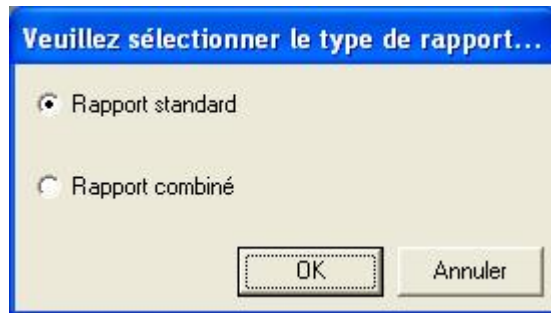 Veuillez sélectionner le type de rapport...
Rapport standard
Rapport combiné
OK Annuler